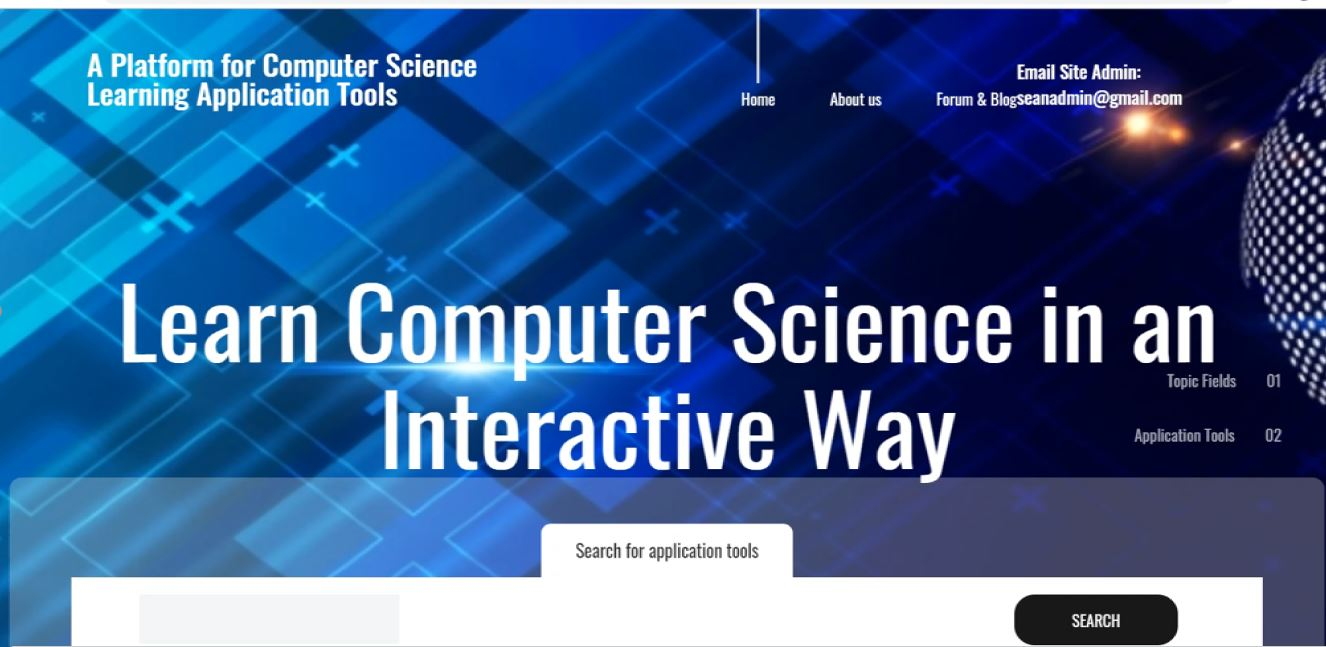 A Platform for Computer Science
Learning Application Tools
Home
About us
Forum & Blog
Email Site Admin:
seanadmin@gmail.com
Learn Computer Science in an
Interactive Way
Topic Fields 01
Application Tools 02
Search for application tools
SEARCH